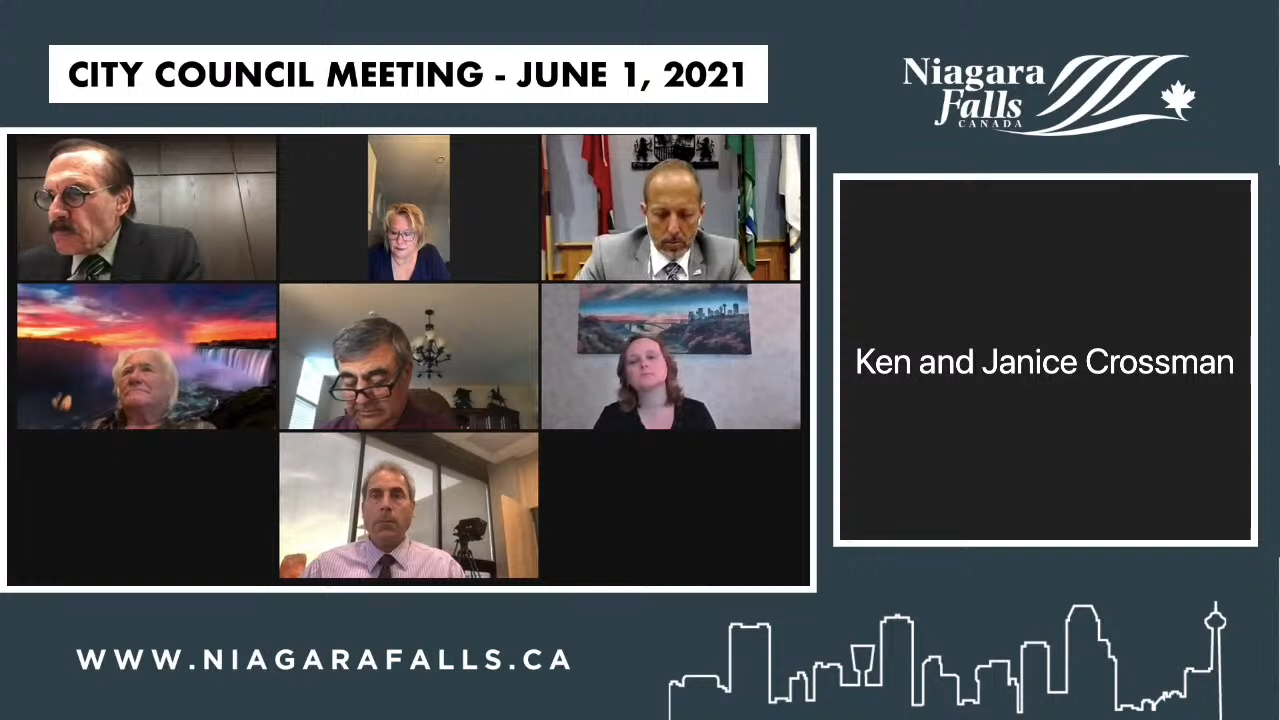 CITY COUNCIL MEETING - JUNE 1, 2021
Niagara
Falls
CANADA
Ken and Janice Crossman
WWW.NIAGARAFALLS.CA